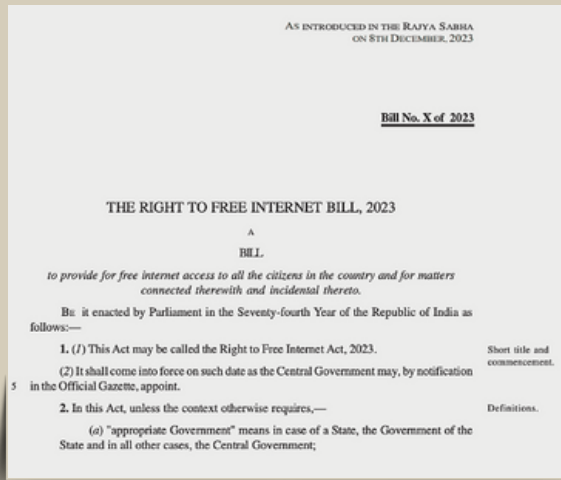 AS INTRODUCED IN THE RAJYA SABHA
ON 8TH DECEMBER, 2023
Bill No. X of 2023
THE RIGHT TO FREE INTERNET BILL, 2023
A
BILL
to provide for free internet access to all the citizens in the country and for matters
connected therewith and incidental thereto.
BE it enacted by Parliament in the Seventy-fourth Year of the Republic of India as
follows:—
1. (1) This Act may be called the Right to Free Internet Act, 2023.
Short title and
commencement.
(2) It shall come into force on such date as the Central Government may, by notification
5 in the Official Gazette, appoint.
2. In this Act, unless the context otherwise requires,—
Definitions.
(a) "appropriate Government" means in case of a State, the Government of the
State and in all other cases, the Central Government;